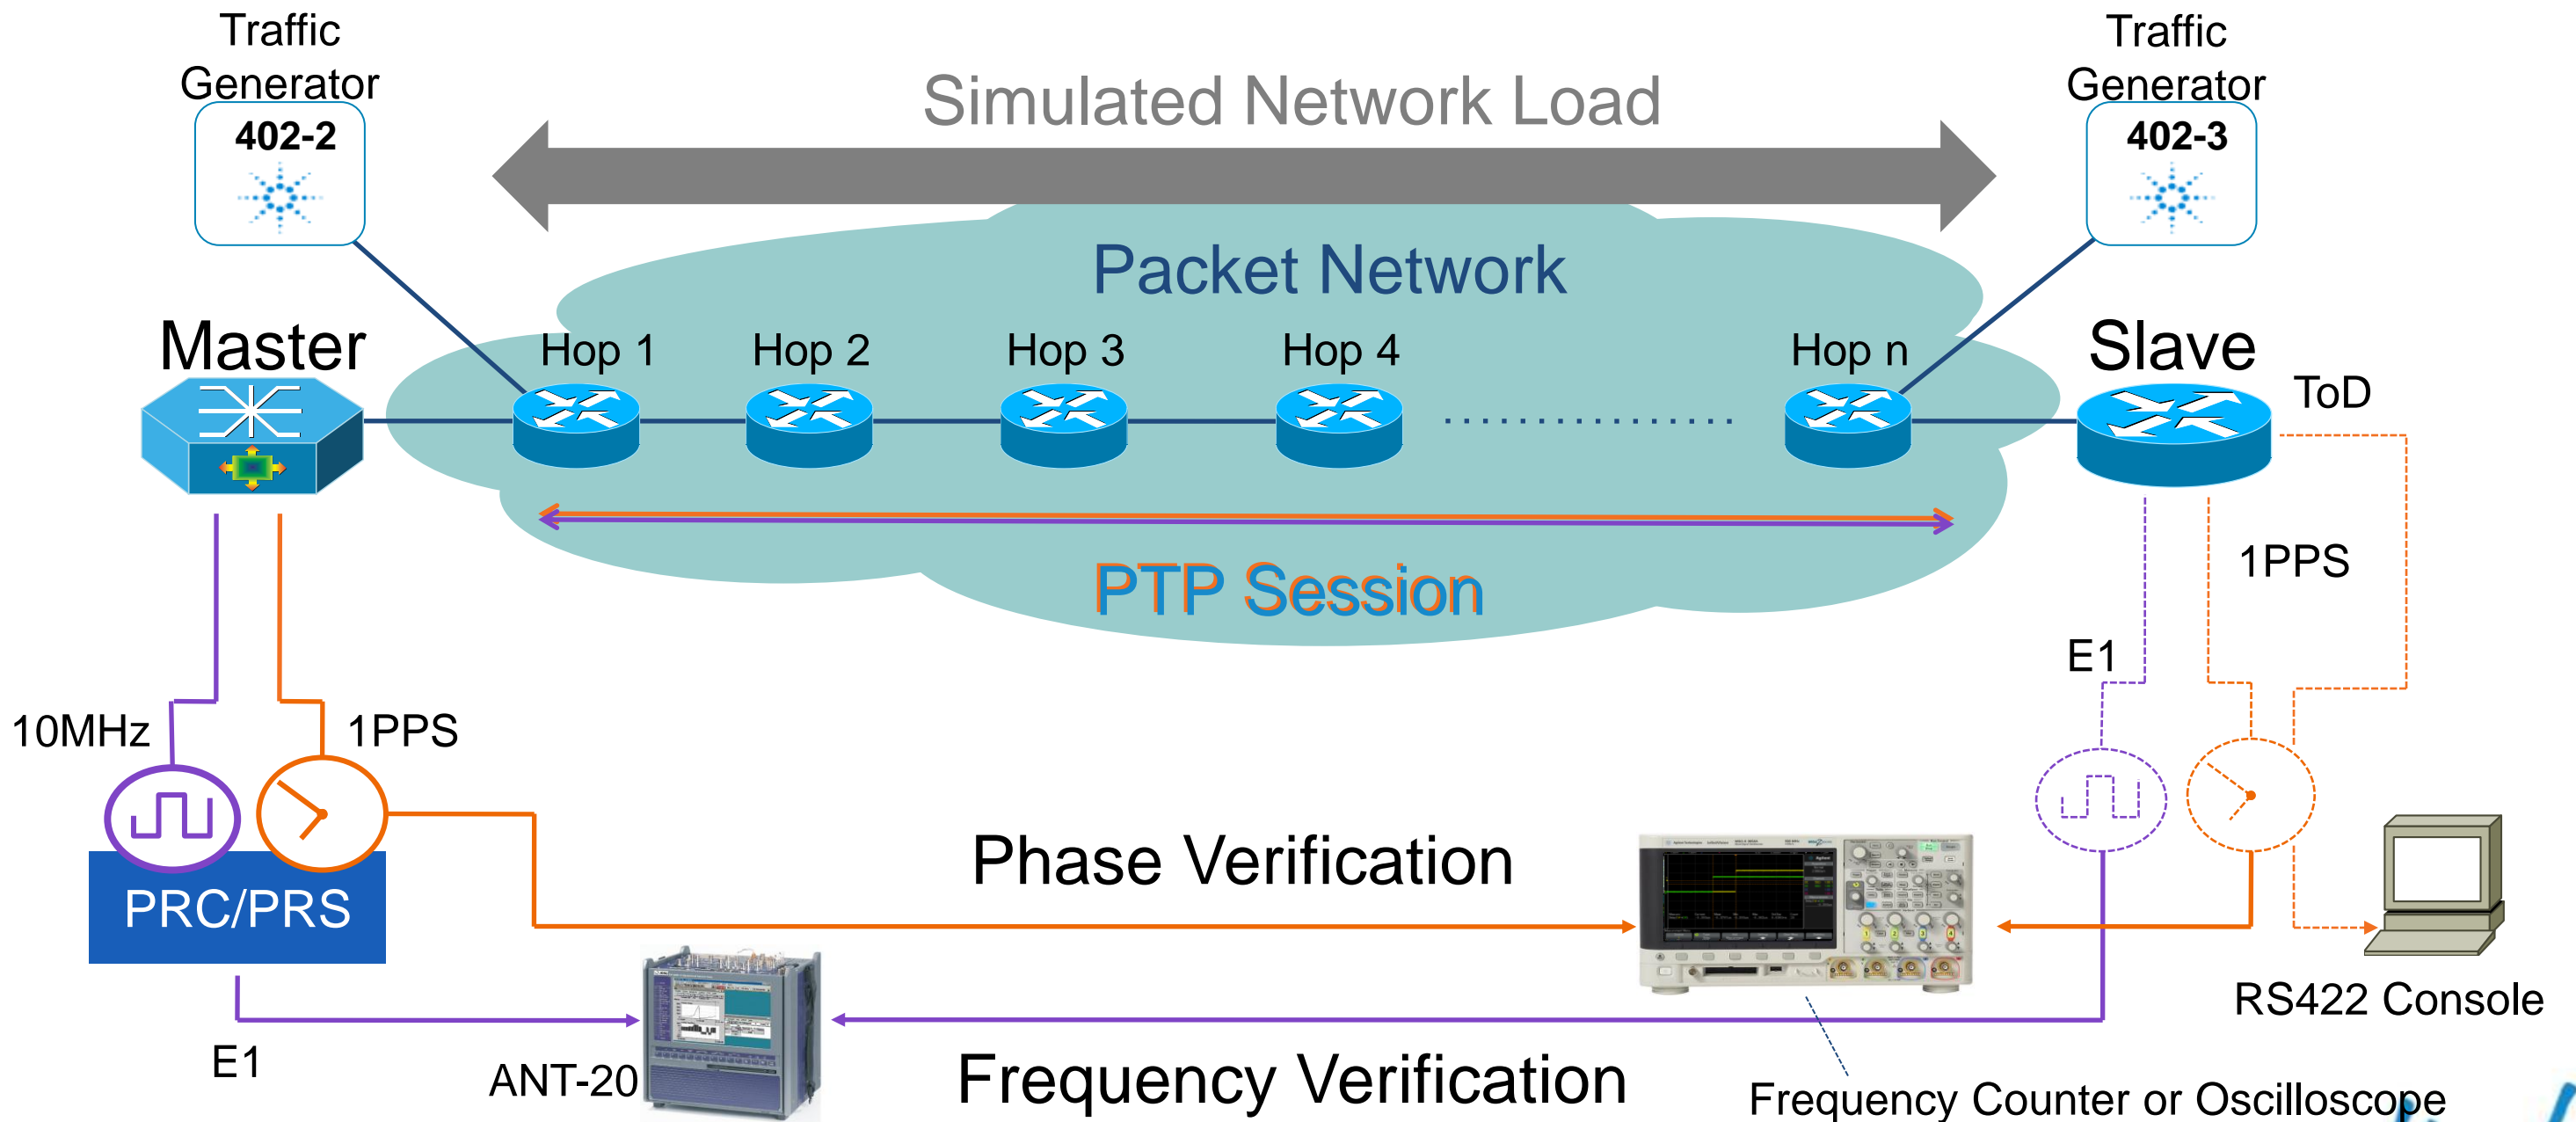 Traffic
Generator
402-2
Simulated Network Load
Traffic
Generator
402-3
Packet Network
Master
Hop 1
Hop 2
Hop 3
Hop 4
Hop n
Slave
ToD
PTP Session
1PPS
E1
10MHz
1PPS
PRC/PRS
Phase Verification
E1
ANT-20
Frequency Verification
RS422 Console
Frequency Counter or Oscilloscope